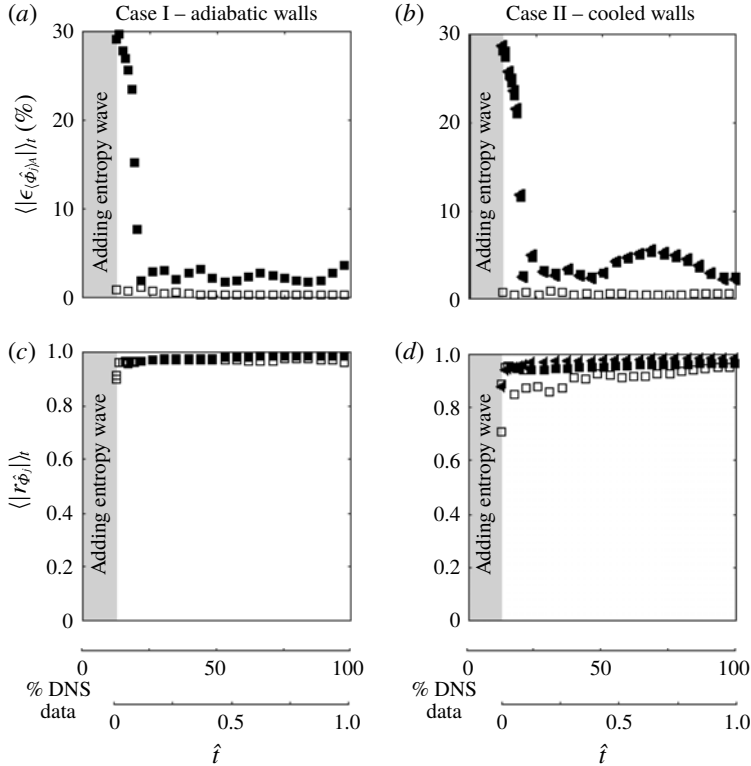 (a) Case I – adiabatic walls
(b) Case II – cooled walls
30
20
10
0
⟨|ϵ⟨Φ̂j⟩A|⟩t (%)
Adding entropy wave
30
20
10
0
Adding entropy wave
(c)
1.0
0.8
0.6
0.4
0.2
0
⟨|rΦ̂j|⟩t
Adding entropy wave
(d)
1.0
0.8
0.6
0.4
0.2
0
Adding entropy wave
0 50 100
0 50 100
% DNS
data
0 0.5 1.0
t̂
% DNS
data
0 0.5 1.0
t̂